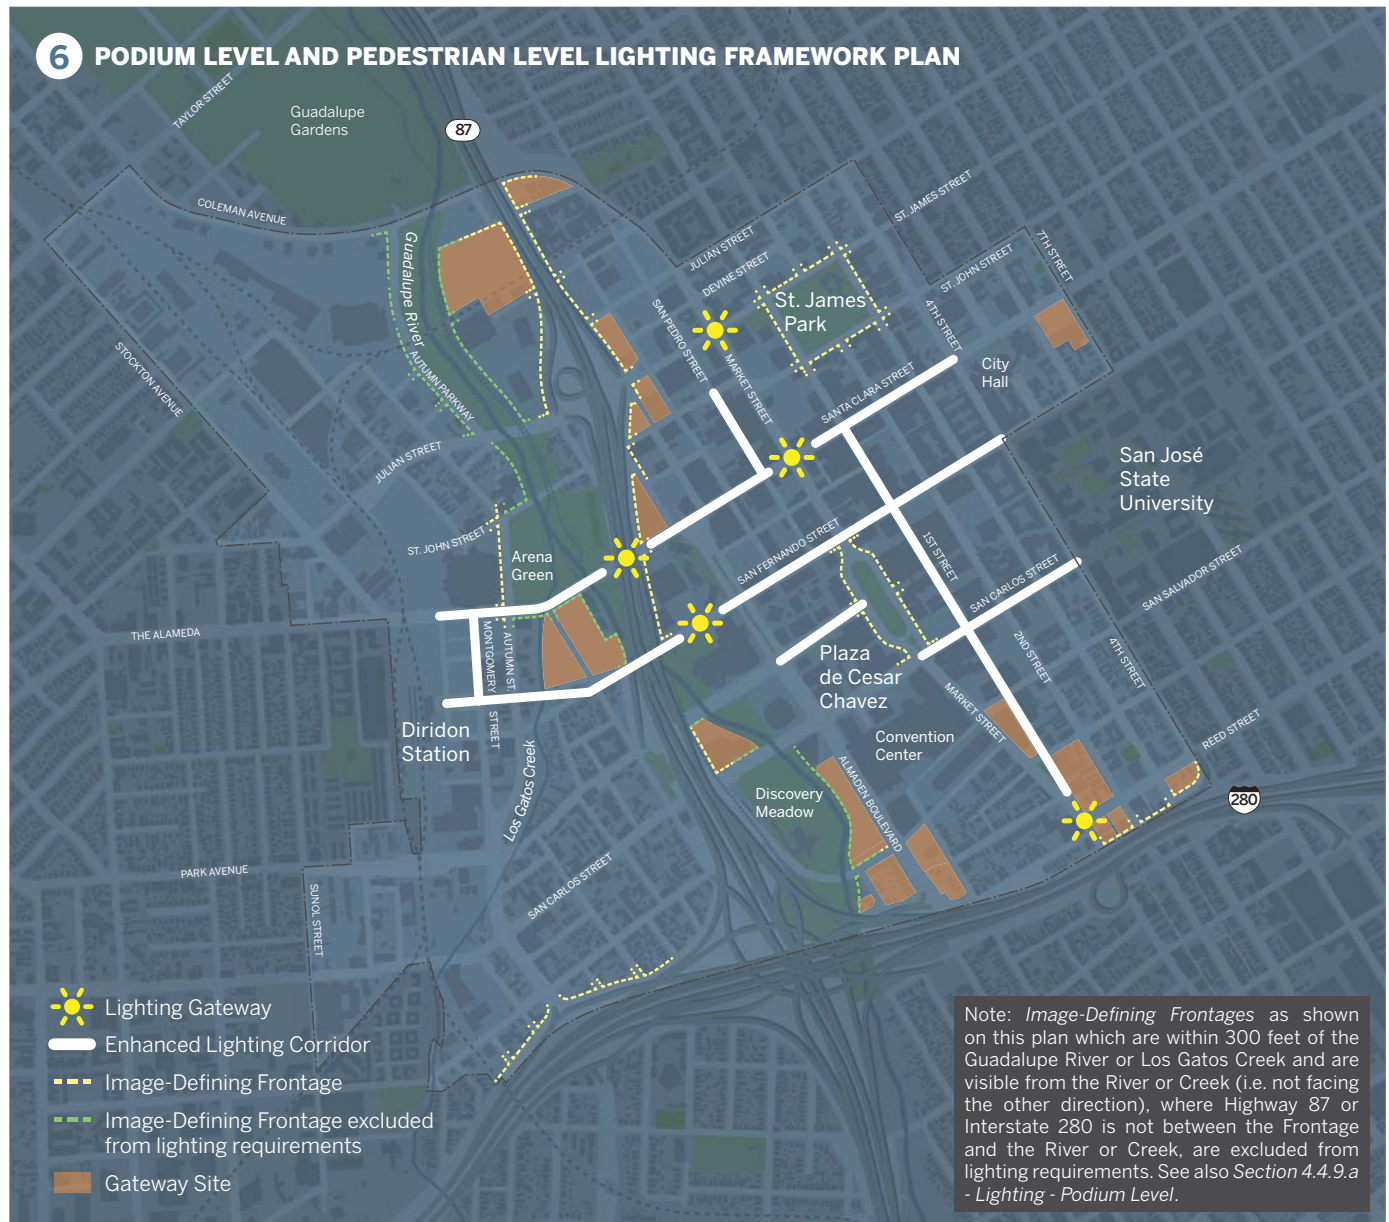 6 PODIUM LEVEL AND PEDESTRIAN LEVEL LIGHTING FRAMEWORK PLAN
TAYLOR STREET
Guadalupe
Gardens
87
COLEMAN AVENUE
Guadalupe River
ST. JAMES STREET
JULIAN STREET
DEVINE STREET
ST. JOHN STREET
7TH STREET
St. James
Park
SAN PEDRO STREET
MARKET STREET
4TH STREET
STOCKTON AVENUE
AUTUMN PARKWAY
SANTA CLARA STREET
City
Hall
JULIAN STREET
San José
State
University
ST. JOHN STREET
Arena
Green
SAN FERNANDO STREET
1ST STREET
SAN CARLOS STREET
SAN SALVADOR STREET
THE ALAMEDA
MONTGOMERY
STREET
AUTUMN ST.
Plaza
de Cesar
Chavez
2ND STREET
4TH STREET
MARKET STREET
Diridon
Station
Convention
Center
REED STREET
Los Gatos Creek
Discovery
Meadow
ALMADEN BOULEVARD
280
PARK AVENUE
SUNOL STREET
SAN CARLOS STREET
Lighting Gateway
Enhanced Lighting Corridor
Image-Defining Frontage
Image-Defining Frontage excluded
from lighting requirements
Gateway Site
Note: Image-Defining Frontages as shown
on this plan which are within 300 feet of the
Guadalupe River or Los Gatos Creek and are
visible from the River or Creek (i.e. not facing
the other direction), where Highway 87 or
Interstate 280 is not between the Frontage
and the River or Creek, are excluded from
lighting requirements. See also Section 4.4.9.a
- Lighting - Podium Level.